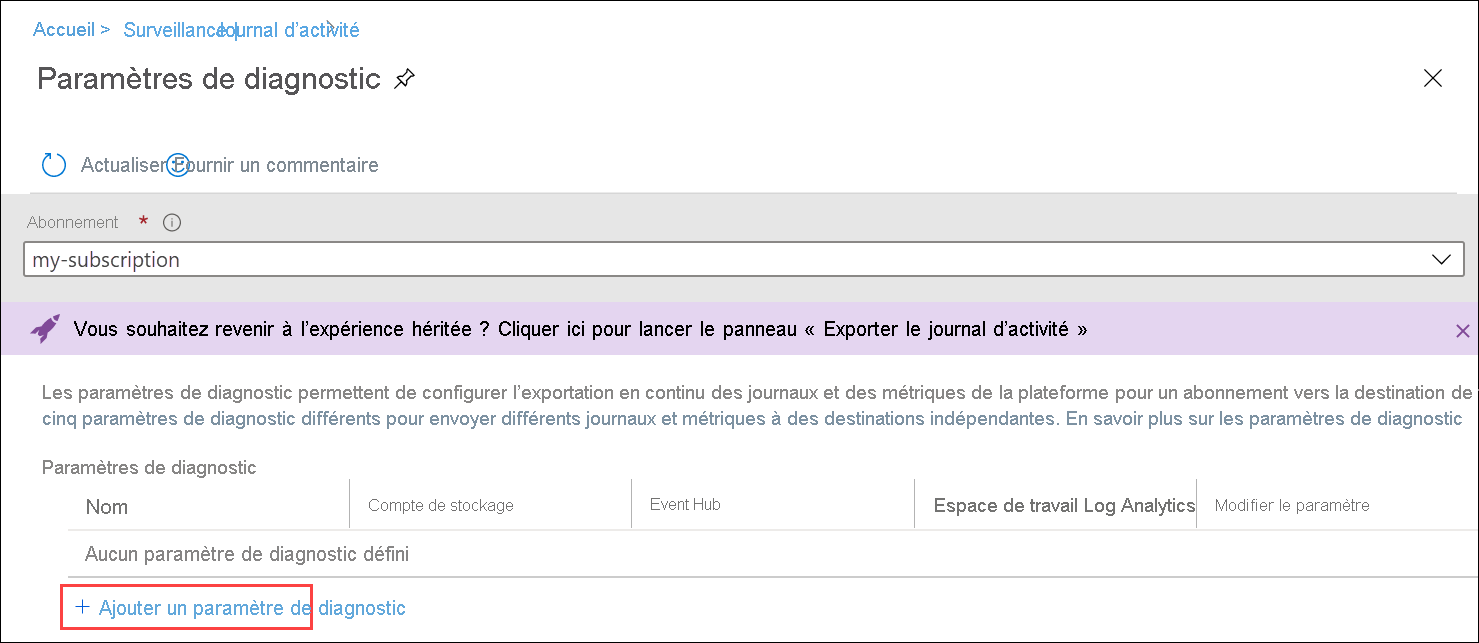 Accueil > Surveillance Journal d’activité
Paramètres de diagnostic
Actualiser Fournir un commentaire
Abonnement *
my-subscription
Vous souhaitez revenir à l’expérience héritée ? Cliquer ici pour lancer le panneau « Exporter le journal d’activité »
Les paramètres de diagnostic permettent de configurer l’exportation en continu des journaux et des métriques de la plateforme pour un abonnement vers la destination de
cinq paramètres de diagnostic différents pour envoyer différents journaux et métriques à des destinations indépendantes. En savoir plus sur les paramètres de diagnostic
Paramètres de diagnostic
Nom Compte de stockage Event Hub Espace de travail Log Analytics Modifier le paramètre
Aucun paramètre de diagnostic défini
+ Ajouter un paramètre de diagnostic